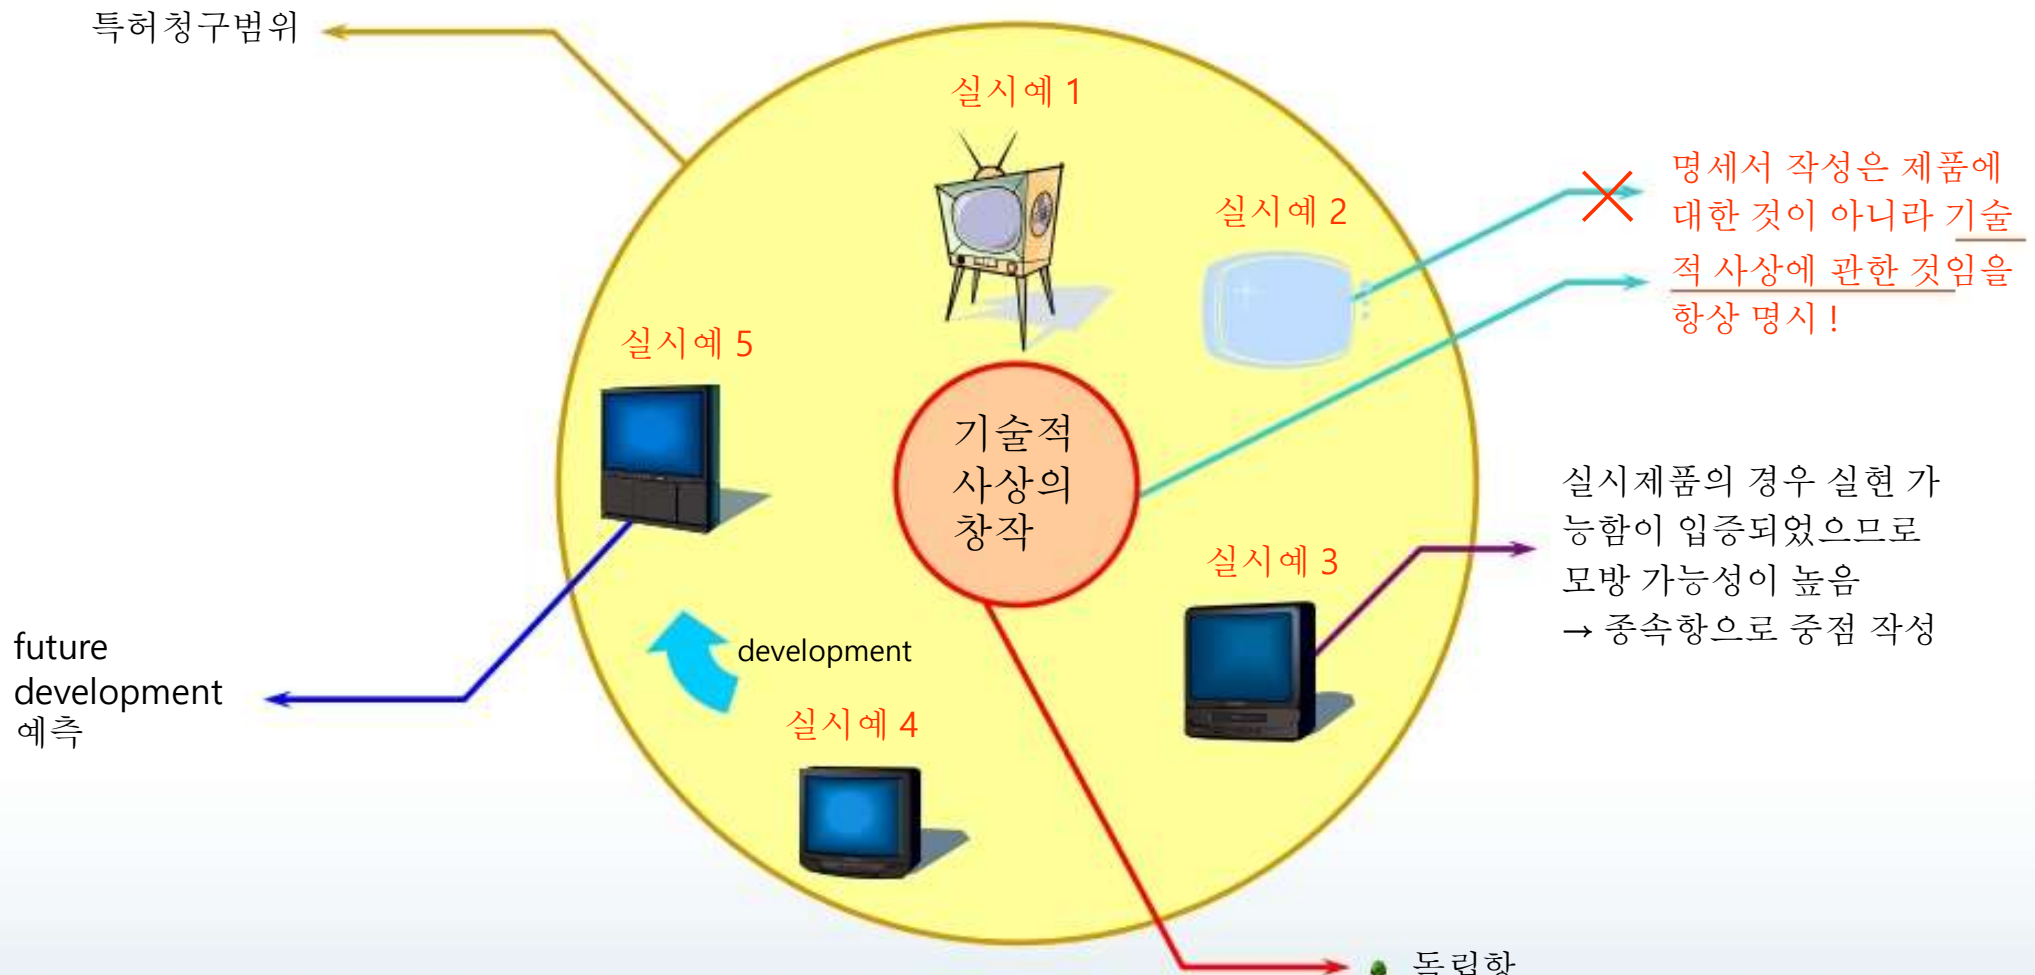 특허청구범위
실시예 1
실시예 2
명세서 작성은 제품에
대한 것이 아니라 기술
적 사상에 관한 것임을
항상 명시 !
실시예 5
기술적
사상의
창작
실시예 3
실시제품의 경우 실현 가
능함이 입증되었으므로
모방 가능성이 높음
→ 종속항으로 중점 작성
future
development
예측
development
실시예 4
독립항